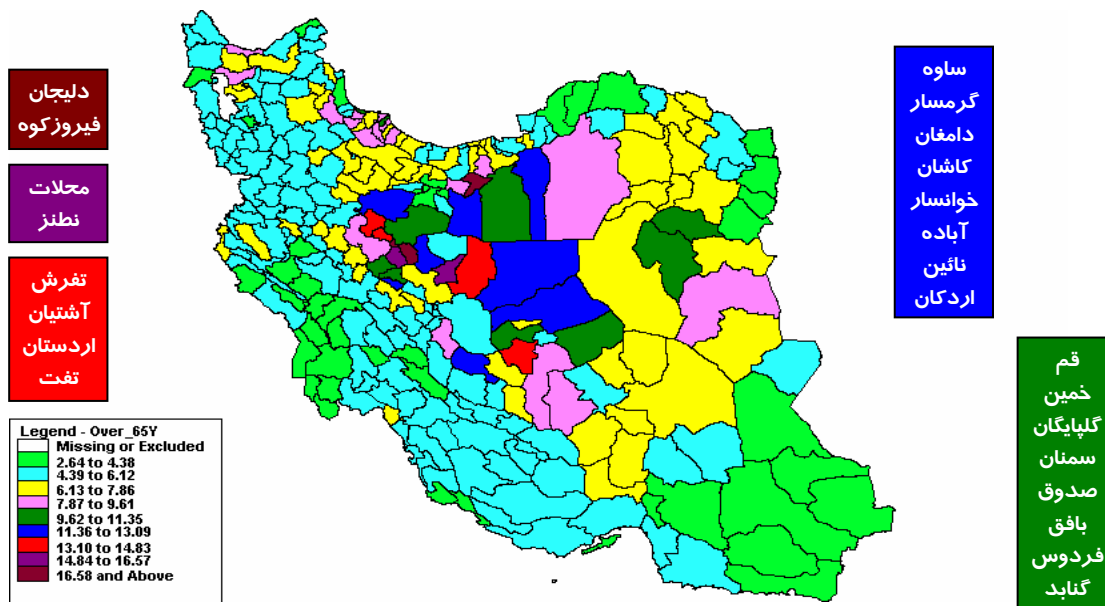 دلیجان
فیروزکوه
محلات
نطنز
تفرش
آشتیان
اردستان
تفت
Legend - Over_65Y
Missing or Excluded
2.64 to 4.38
4.39 to 6.12
6.13 to 7.86
7.87 to 9.61
9.62 to 11.35
11.36 to 13.09
13.10 to 14.83
14.84 to 16.57
16.58 and Above
ساوه
گرمسار
دامغان
کاشان
خوانسار
آباده
نائین
اردکان
قم
خمین
گلپایگان
سمنان
صدوق
بافق
فردوس
گنابد